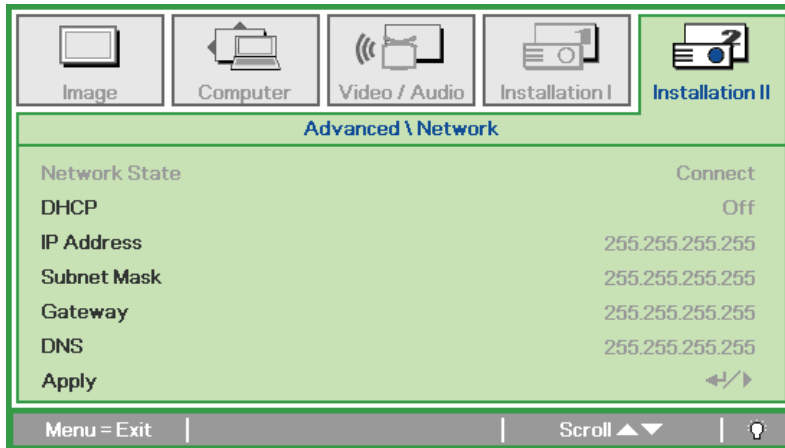 Image Computer Video / Audio Installation I Installation II
Advanced \ Network
Network State Connect
DHCP Off
IP Address 255.255.255.255
Subnet Mask 255.255.255.255
Gateway 255.255.255.255
DNS 255.255.255.255
Apply
Menu = Exit Scroll